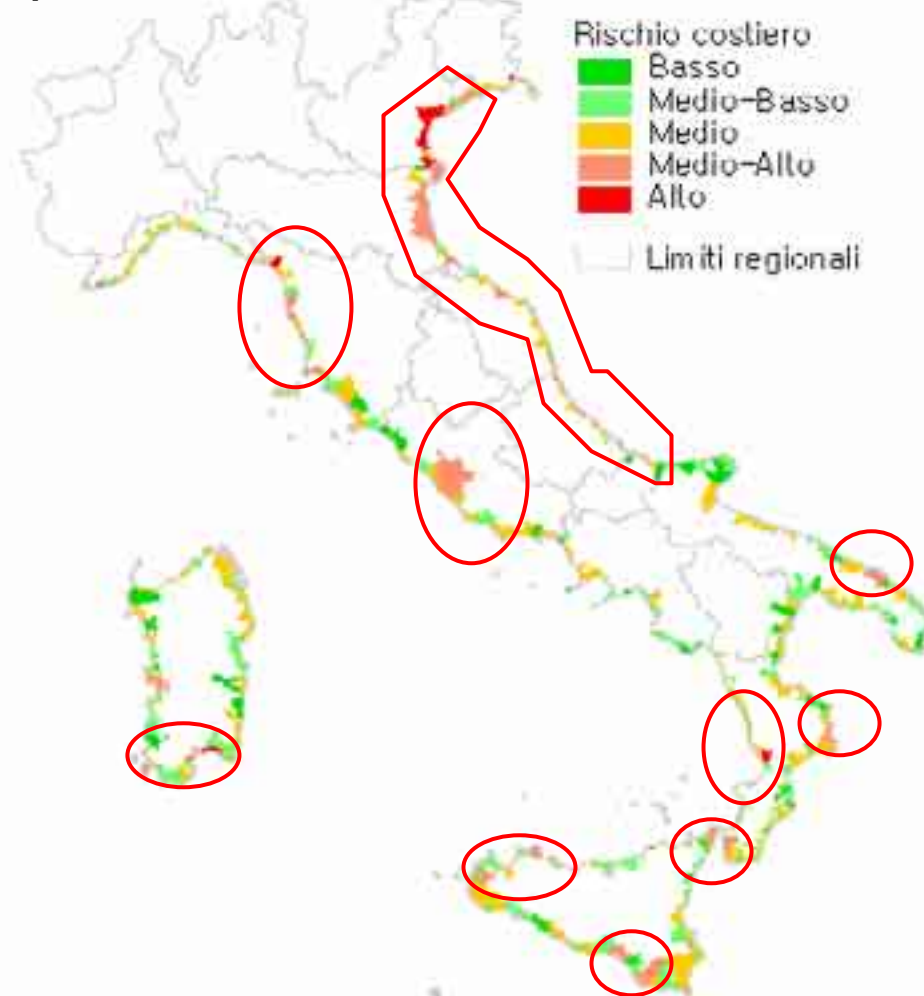 Rischio costiero
Basso
Medio-Basso
Medio
Medio-Alto
Alto
Limiti regionali